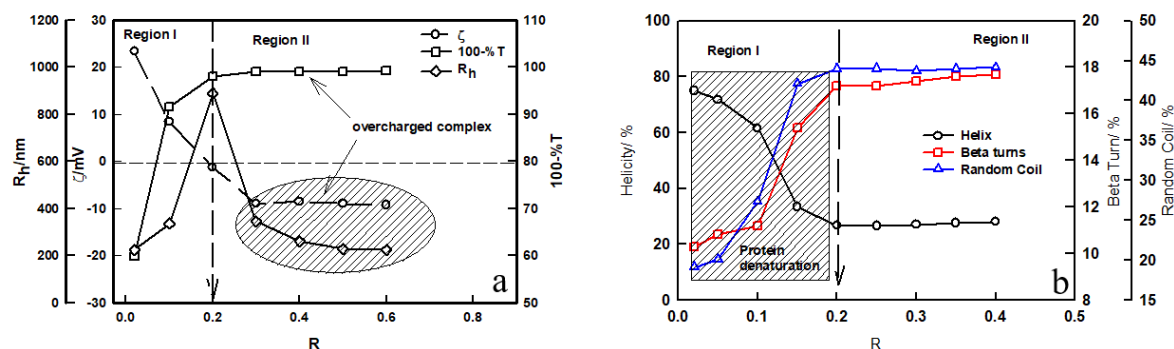 1200
1000
800
600
400
200
0
Rh/nm
30
20
10
0
-10
-20
-30
ζ/mV
Region I
Region II
ζ
100-%T
Rh
overcharged complex
a
100
90
80
70
60
50
100-%T
0.0 0.2 0.4 0.6 0.8
R
100
80
60
40
20
0
Helicity/ %
Region I
Region II
Helix
Beta turns
Random Coil
Protein
denaturation
b
20
18
16
14
12
10
8
Beta Turn/ %
50
45
40
35
30
25
20
15
Random Coil/ %
0.0 0.1 0.2 0.3 0.4 0.5
R